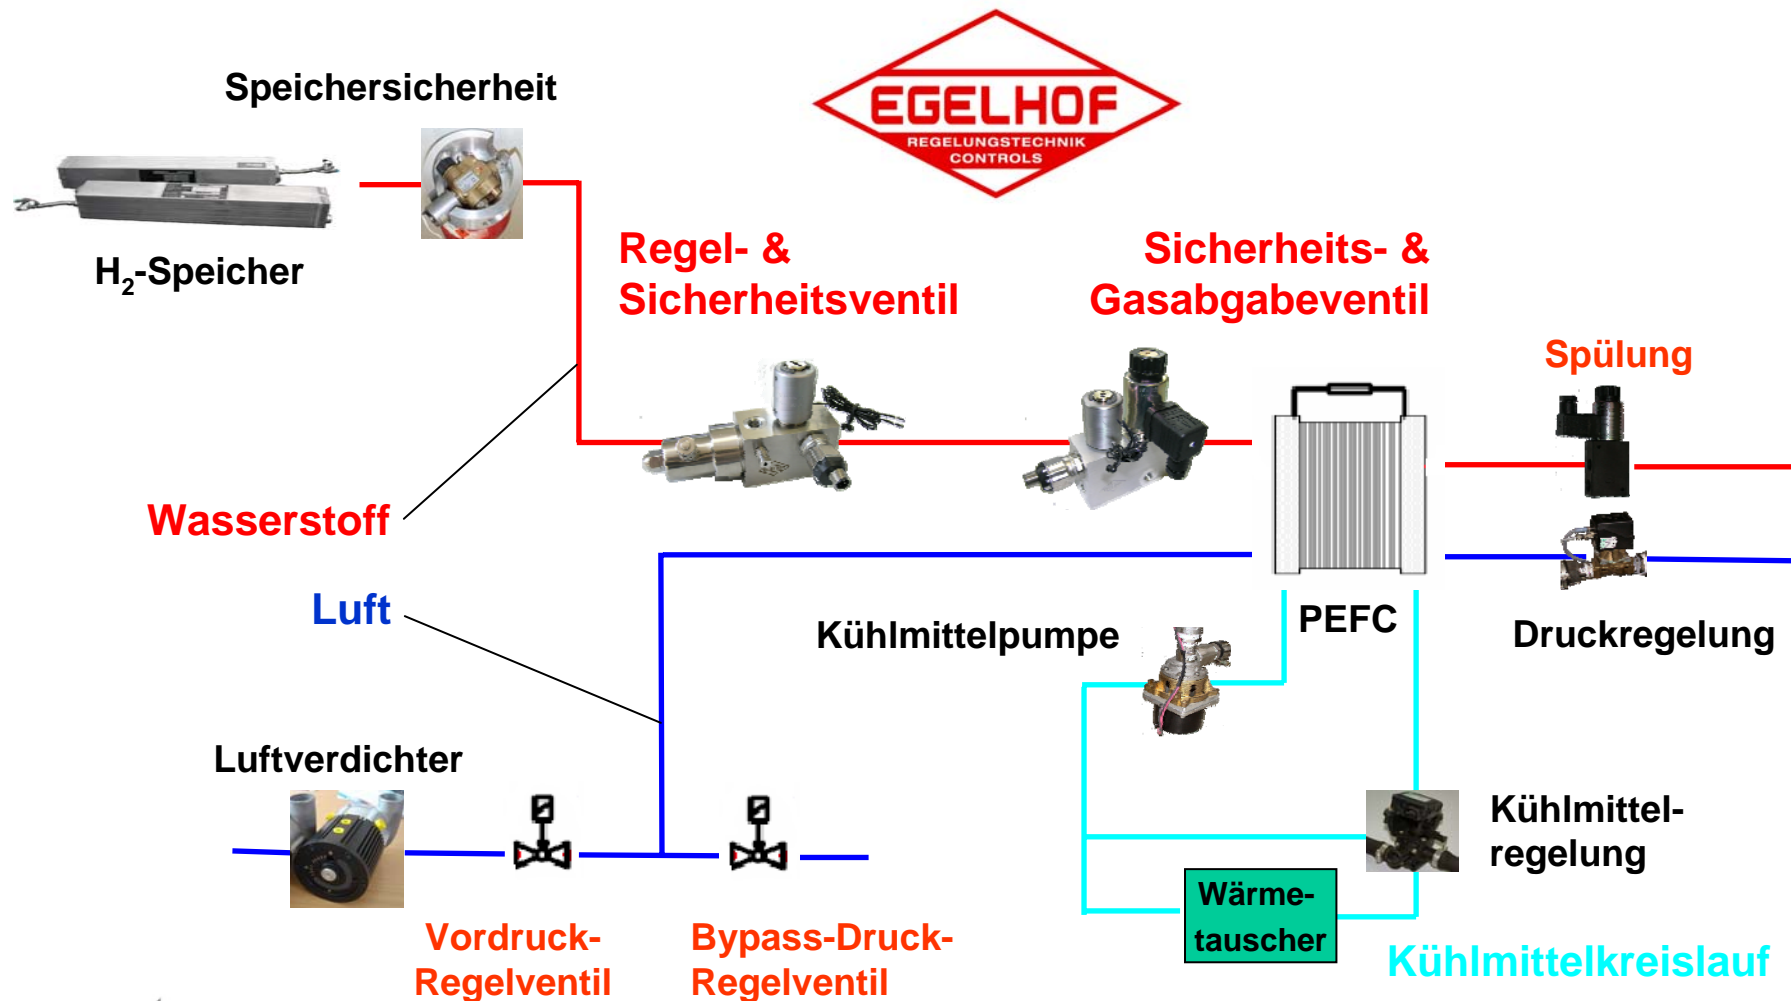 Speichersicherheit
EGELHOF
REGELUNGSTECHNIK
CONTROLS
H₂-Speicher
Regel- &
Sicherheitsventil
Sicherheits- &
Gasabgabeventil
Spülung
Wasserstoff
Luft
Kühlmittelpumpe
PEFC
Druckregelung
Luftverdichter
Kühlmittel-
regelung
Wärme-
tauscher
Vordruck-
Regelventil
Bypass-Druck-
Regelventil
Kühlmittelkreislauf